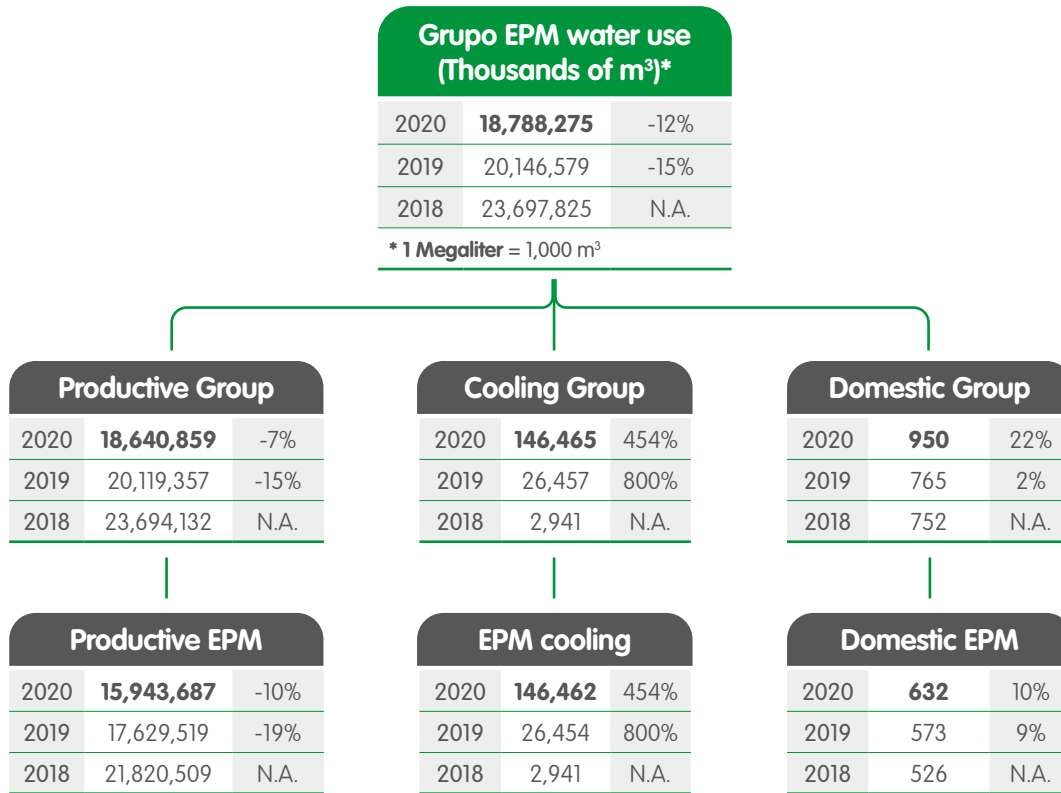 Grupo EPM water use
(Thousands of m³)*
2020 18,788,275 -12%
2019 20,146,579 -15%
2018 23,697,825 N.A.
* 1 Megaliter = 1,000 m³
Productive Group
2020 18,640,859 -7%
2019 20,119,357 -15%
2018 23,694,132 N.A.
Cooling Group
2020 146,465 454%
2019 26,457 800%
2018 2,941 N.A.
Domestic Group
2020 950 22%
2019 765 2%
2018 752 N.A.
Productive EPM
2020 15,943,687 -10%
2019 17,629,519 -19%
2018 21,820,509 N.A.
EPM cooling
2020 146,462 454%
2019 26,454 800%
2018 2,941 N.A.
Domestic EPM
2020 632 10%
2019 573 9%
2018 526 N.A.